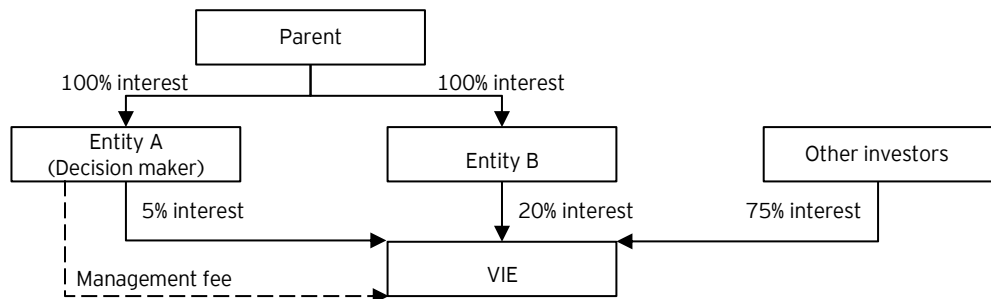 Parent
100% interest
100% interest
Entity A
(Decision maker)
Entity B
Other investors
5% interest
20% interest
75% interest
VIE
Management fee